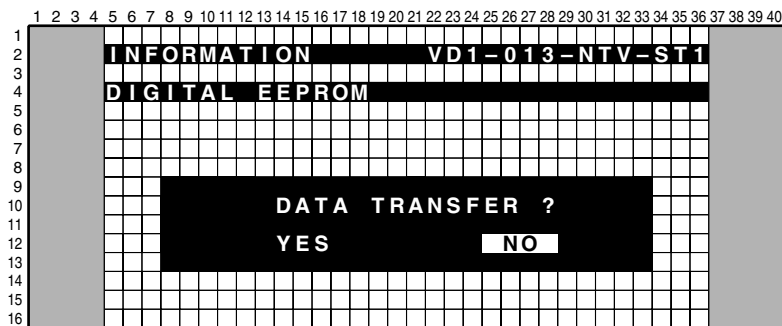 1 2 3 4 5 6 7 8 9 10 11 12 13 14 15 16 17 18 19 20 21 22 23 24 25 26 27 28 29 30 31 32 33 34 35 36 37 38 39 40
1
2 INFORMATION VD1-013-NTV-ST1
3
4 DIGITAL EEPROM
5
6
7
8
9
10 DATA TRANSFER ?
11
12 YES NO
13
14
15
16